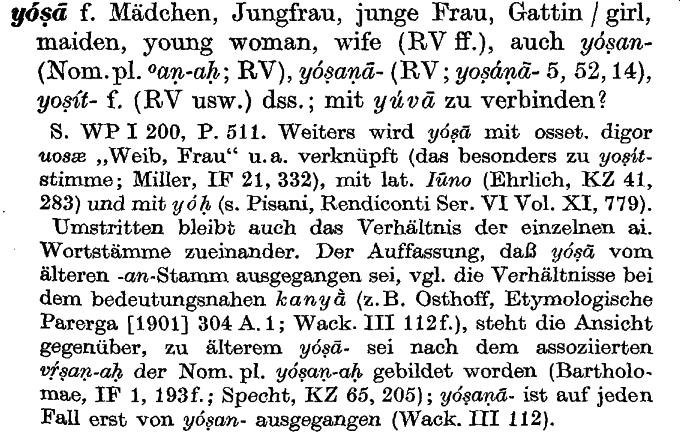 yóṣā f. Mädchen, Jungfrau, junge Frau, Gattin / girl,
maiden, young woman, wife (RV ff.), auch yóṣan-
(Nom. pl. °aṇ-aḥ; RV), yóṣaṇā- (RV; yoṣáṇā- 5, 52, 14),
yoṣít- f. (RV usw.) dss.; mit yúvā zu verbinden?
S. WP I 200, P. 511. Weiters wird yóṣā mit osset. digor
uosæ „Weib, Frau“ u. a. verknüpft (das besonders zu yoṣít-
stimme; Miller, IF 21, 332), mit lat. Iūno (Ehrlich, KZ 41,
283) und mit yóḥ (s. Pisani, Rendiconti Ser. VI Vol. XI, 779).
Umstritten bleibt auch das Verhältnis der einzelnen ai.
Wortstämme zueinander. Der Auffassung, daß yóṣā vom
älteren -an-Stamm ausgegangen sei, vgl. die Verhältnisse bei
dem bedeutungsnahen kanyā̀ (z. B. Osthoff, Etymologische
Parerga [1901] 304 A. 1; Wack. III 112f.), steht die Ansicht
gegenüber, zu älterem yóṣā- sei nach dem assoziierten
vŕ̥ṣaṇ-aḥ der Nom. pl. yóṣaṇ-aḥ gebildet worden (Bartholo-
mae, IF 1, 193f.; Specht, KZ 65, 205); yóṣaṇā- ist auf jeden
Fall erst von yóṣan- ausgegangen (Wack. III 112).